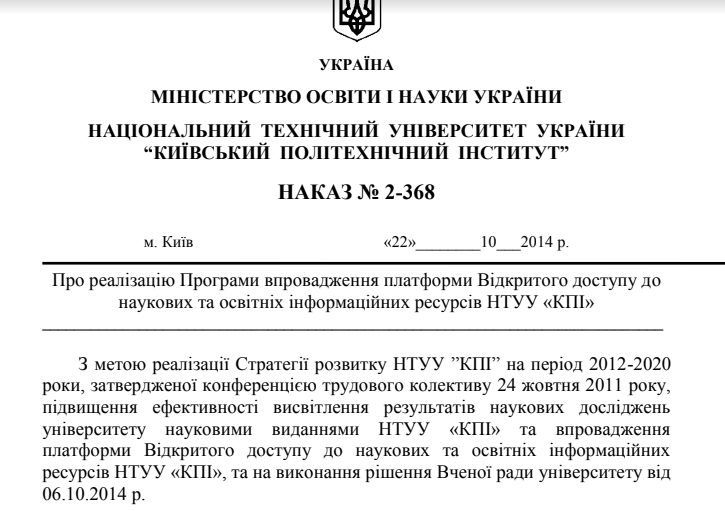 УКРАЇНА
МІНІСТЕРСТВО ОСВІТИ І НАУКИ УКРАЇНИ
НАЦІОНАЛЬНИЙ ТЕХНІЧНИЙ УНІВЕРСИТЕТ УКРАЇНИ
“КИЇВСЬКИЙ ПОЛІТЕХНІЧНИЙ ІНСТИТУТ”
НАКАЗ № 2-368
м. Київ «22»________10___2014 р.
Про реалізацію Програми впровадження платформи Відкритого доступу до
наукових та освітніх інформаційних ресурсів НТУУ «КПІ»
З метою реалізації Стратегії розвитку НТУУ ”КПІ” на період 2012-2020
роки, затвердженої конференцією трудового колективу 24 жовтня 2011 року,
підвищення ефективності висвітлення результатів наукових досліджень
університету науковими виданнями НТУУ «КПІ» та впровадження
платформи Відкритого доступу до наукових та освітніх інформаційних
ресурсів НТУУ «КПІ», та на виконання рішення Вченої ради університету від
06.10.2014 р.